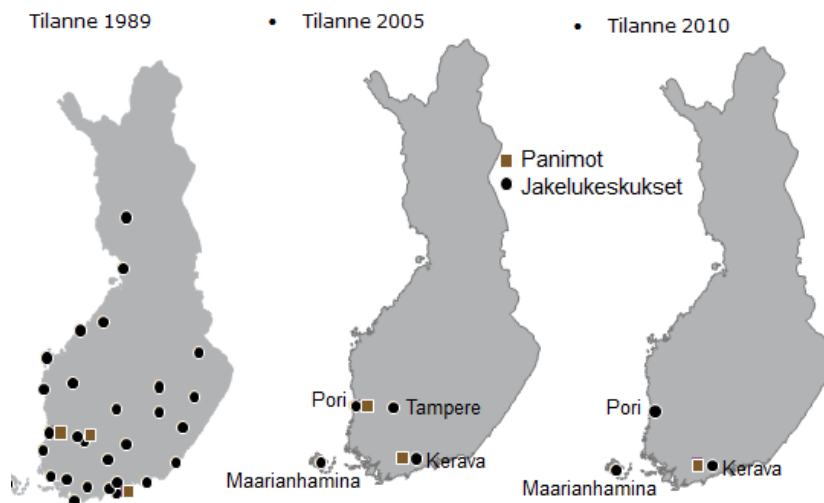 Tilanne 1989
• Tilanne 2005
• Tilanne 2010
Panimot
Jakelukeskukset
Pori
Tampere
Kerava
Maarianhamina
Pori
Kerava
Maarianhamina